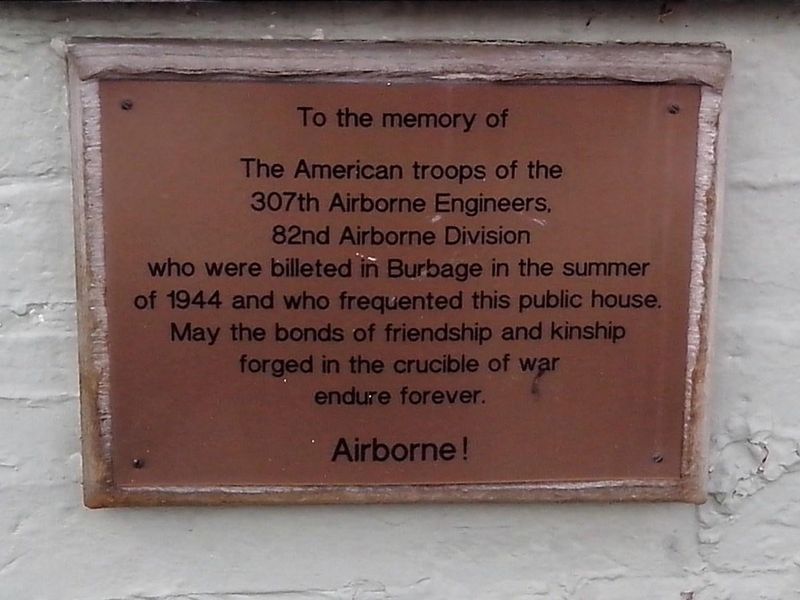 To the memory of
The American troops of the
307th Airborne Engineers,
82nd Airborne Division
who were billeted in Burbage in the summer
of 1944 and who frequented this public house.
May the bonds of friendship and kinship
forged in the crucible of war
endure forever.
Airborne!